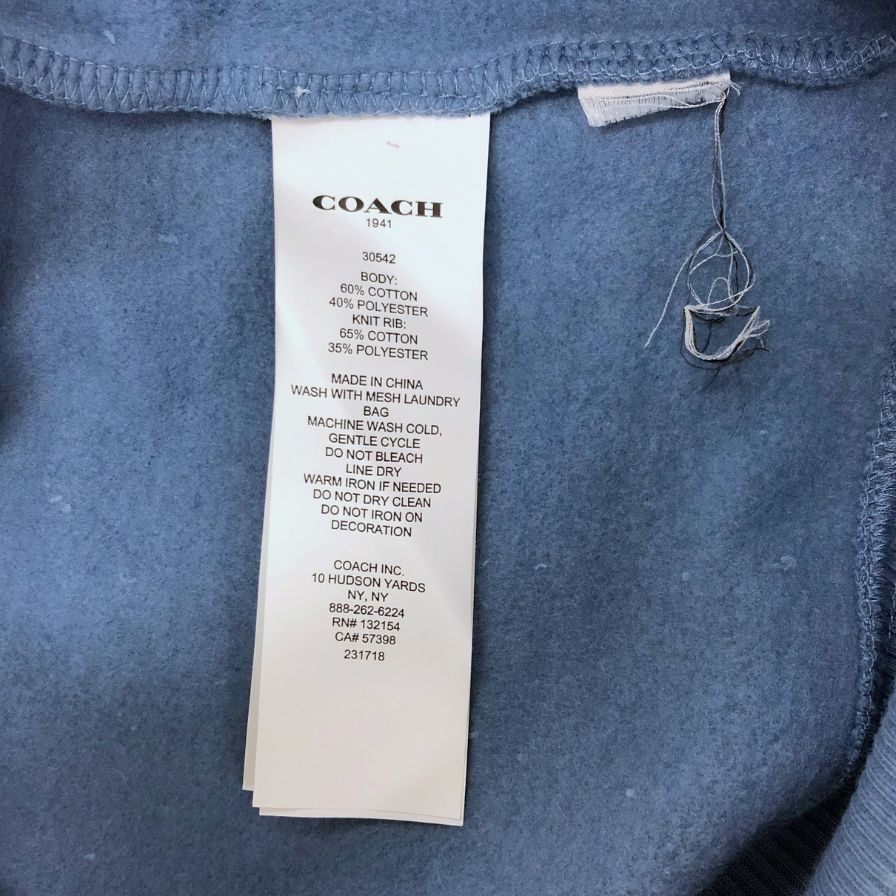 COACH
1941
30542
BODY:
60% COTTON
40% POLYESTER
KNIT RIB:
65% COTTON
35% POLYESTER
MADE IN CHINA
WASH WITH MESH LAUNDRY
BAG
MACHINE WASH COLD,
GENTLE CYCLE
DO NOT BLEACH
LINE DRY
WARM IRON IF NEEDED
DO NOT DRY CLEAN
DO NOT IRON ON
DECORATION
COACH INC.
10 HUDSON YARDS
NY, NY
888-262-6224
RN# 132154
CA# 57398
231718